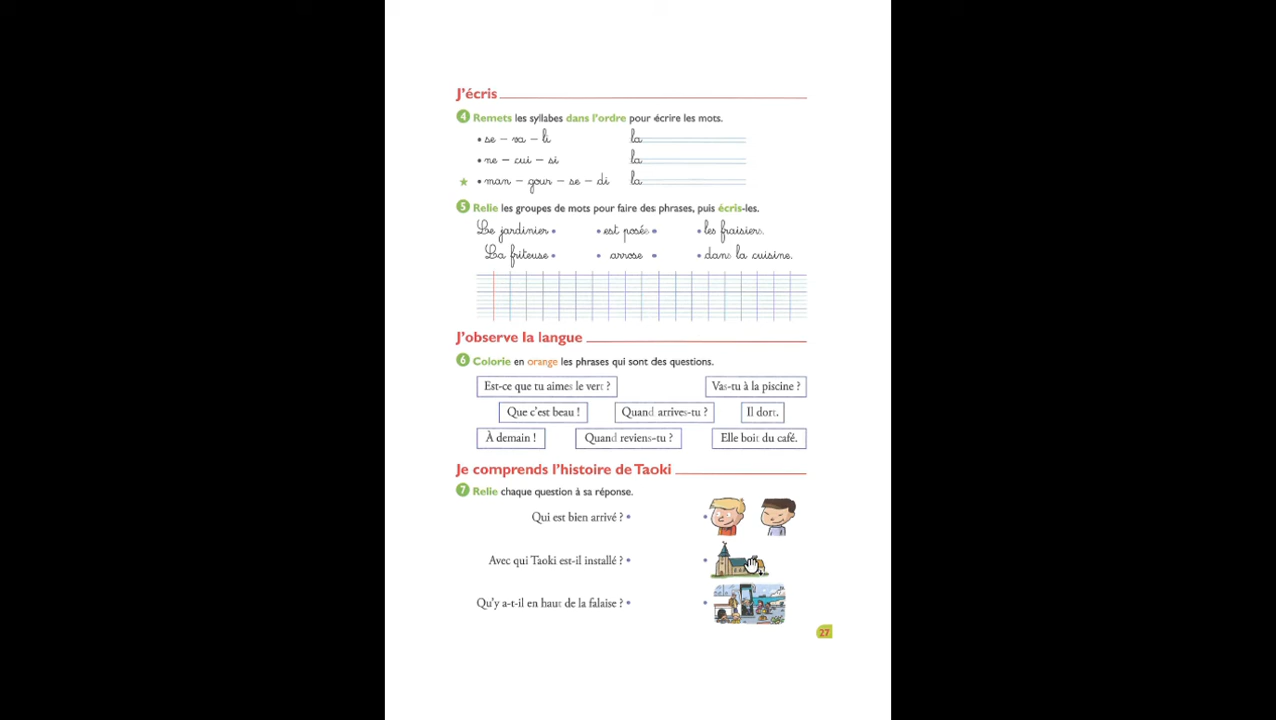 J'écris
4 Remets les syllabes dans l'ordre pour écrire les mots.
• se – va – li la
• ne – cui – si la
★ • man – gour – se – di la
5 Relie les groupes de mots pour faire des phrases, puis écris-les.
Le jardinier • • est posée • • les fraisiers.
La friteuse • • arrose • • dans la cuisine.
J'observe la langue
6 Colorie en orange les phrases qui sont des questions.
Est-ce que tu aimes le vert ? Vas-tu à la piscine ?
Que c'est beau ! Quand arrives-tu ? Il dort.
À demain ! Quand reviens-tu ? Elle boit du café.
Je comprends l'histoire de Taoki
7 Relie chaque question à sa réponse.
Qui est bien arrivé ? •
Avec qui Taoki est-il installé ? •
Qu'y a-t-il en haut de la falaise ? •
27